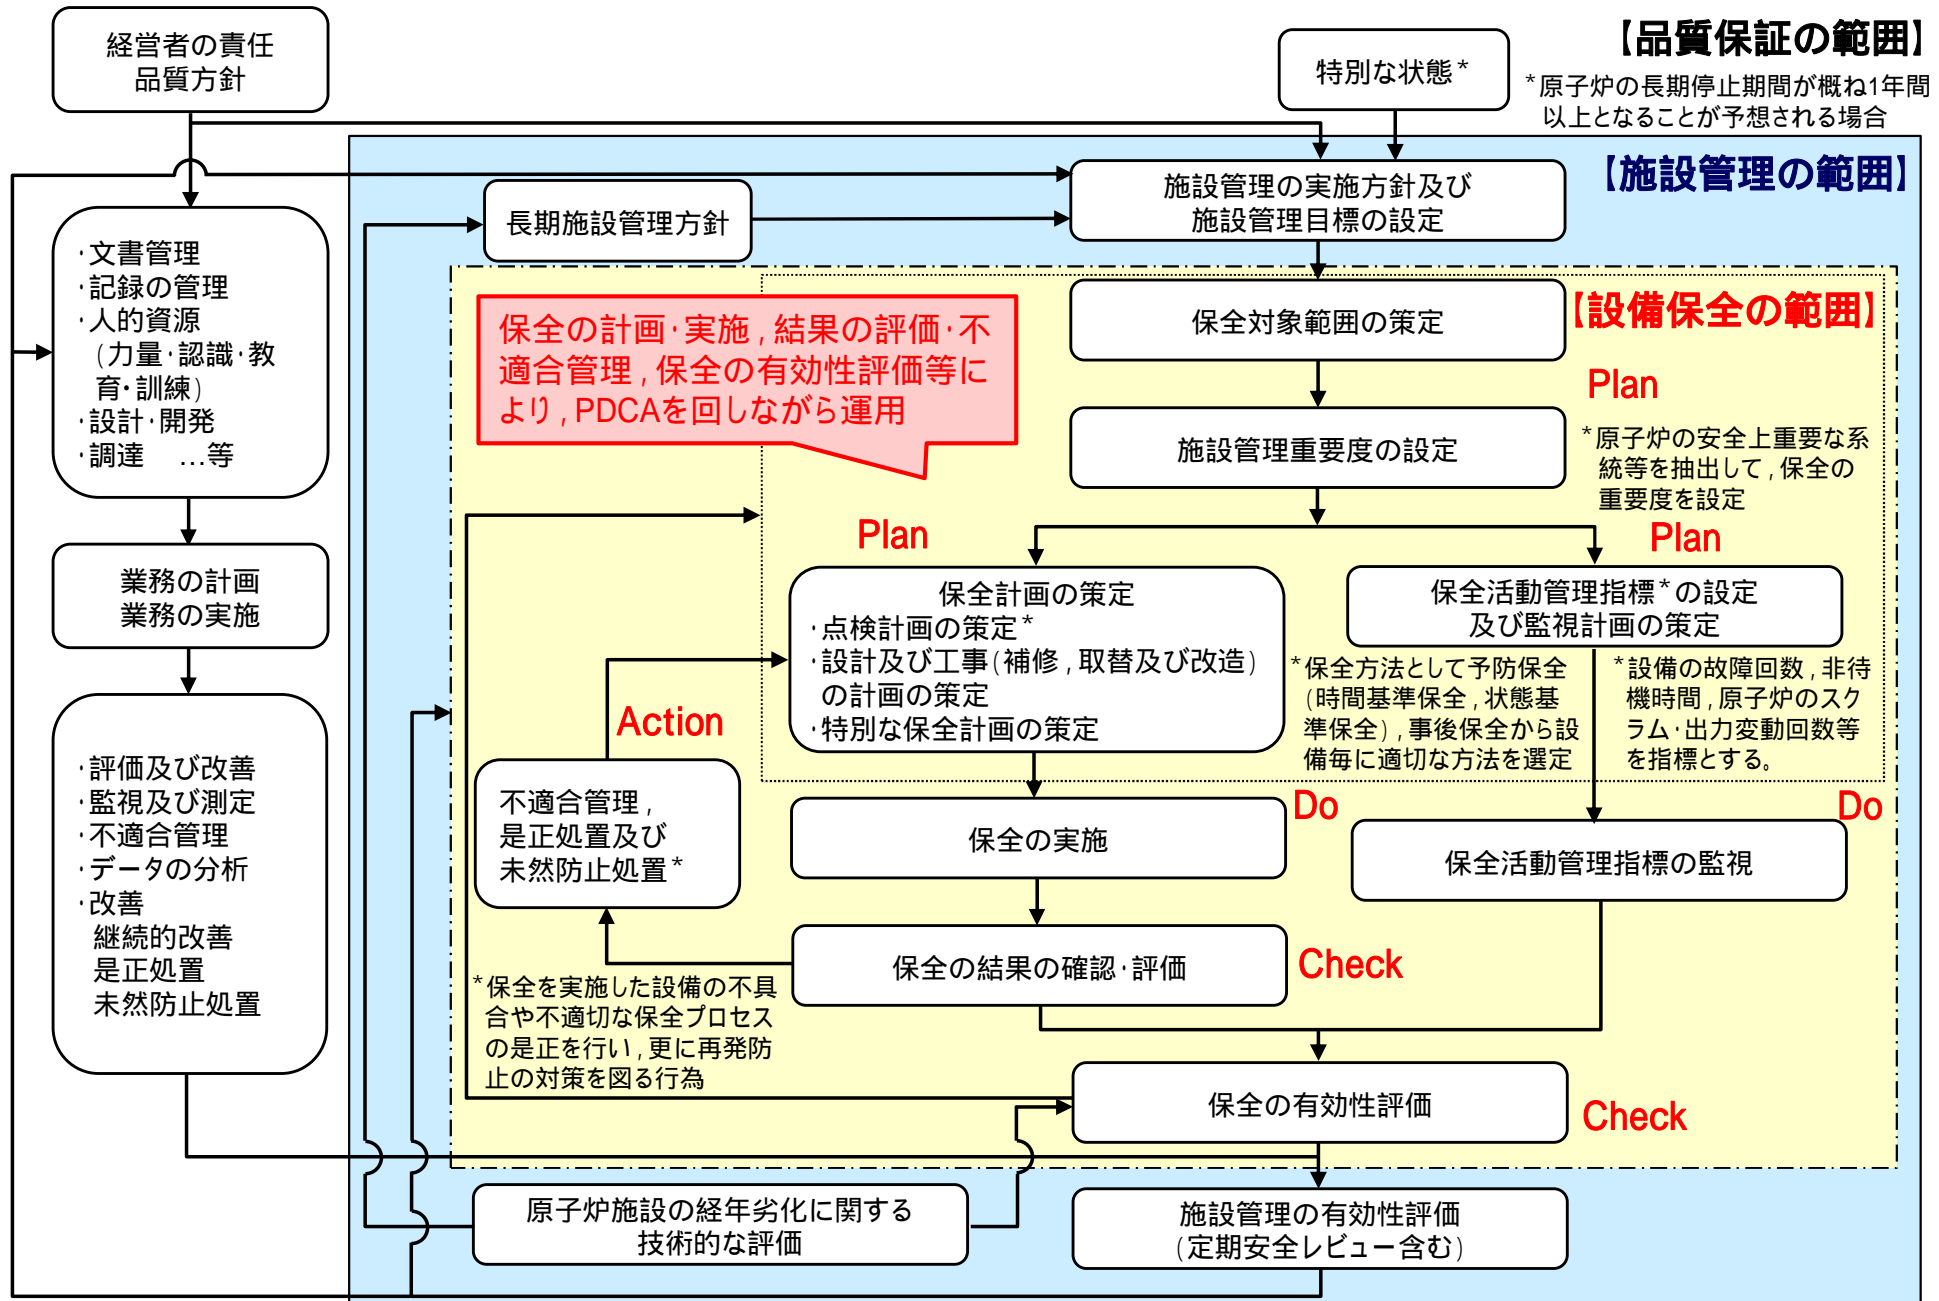 経営者の責任
品質方針
特別な状態*
【品質保証の範囲】
*原子炉の長期停止期間が概ね1年間
以上となることが予想される場合
【施設管理の範囲】
施設管理の実施方針及び
施設管理目標の設定
長期施設管理方針
・文書管理
・記録の管理
・人的資源
(力量・認識・教
育・訓練)
・設計・開発
・調達　…等
保全の計画・実施,結果の評価・不
適合管理,保全の有効性評価等に
より,PDCAを回しながら運用
保全対象範囲の策定
【設備保全の範囲】
Plan
施設管理重要度の設定
*原子炉の安全上重要な系
統等を抽出して,保全の
重要度を設定
Plan
Plan
業務の計画
業務の実施
保全計画の策定
・点検計画の策定*
・設計及び工事(補修,取替及び改造)
の計画の策定
・特別な保全計画の策定
保全活動管理指標*の設定
及び監視計画の策定
*保全方法として予防保全
(時間基準保全,状態基
準保全),事後保全から設
備毎に適切な方法を選定
*設備の故障回数,非待
機時間,原子炉のスク
ラム・出力変動回数等
を指標とする。
Action
・評価及び改善
・監視及び測定
・不適合管理
・データの分析
・改善
継続的改善
是正処置
未然防止処置
不適合管理,
是正処置及び
未然防止処置*
保全の実施
Do
保全活動管理指標の監視
Do
保全の結果の確認・評価
Check
*保全を実施した設備の不具
合や不適切な保全プロセス
の是正を行い,更に再発防
止の対策を図る行為
保全の有効性評価
Check
原子炉施設の経年劣化に関する
技術的な評価
施設管理の有効性評価
(定期安全レビュー含む)